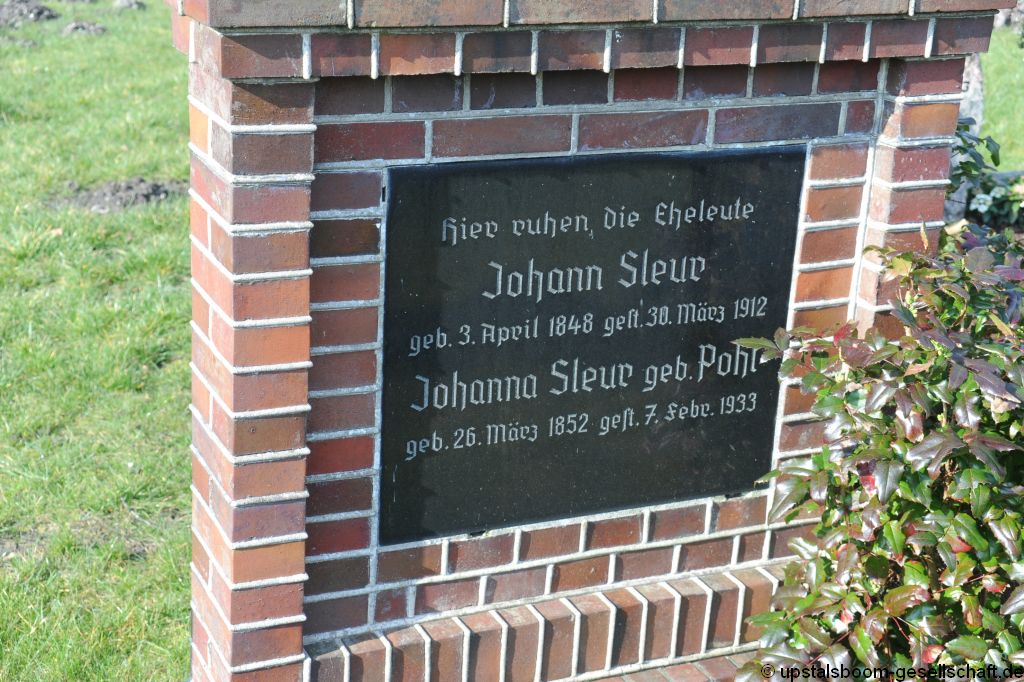 Hier ruhen, die Eheleute
Johann Sleur
geb. 3. April 1848 gest. 30. März 1912
Johanna Sleur geb. Pohl
geb. 26. März 1852 gest. 7. Febr. 1933
© upstalsboom-gesellschaft.de